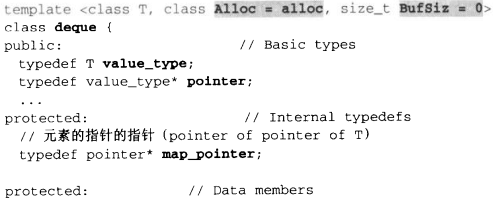 template <class T, class Alloc = alloc, size_t BufSiz = 0>
class deque {
public:                         // Basic types
  typedef T value_type;
  typedef value_type* pointer;
  ...
protected:                      // Internal typedefs
  // 元素的指针的指针（pointer of pointer of T）
  typedef pointer* map_pointer;
protected:                // Data members